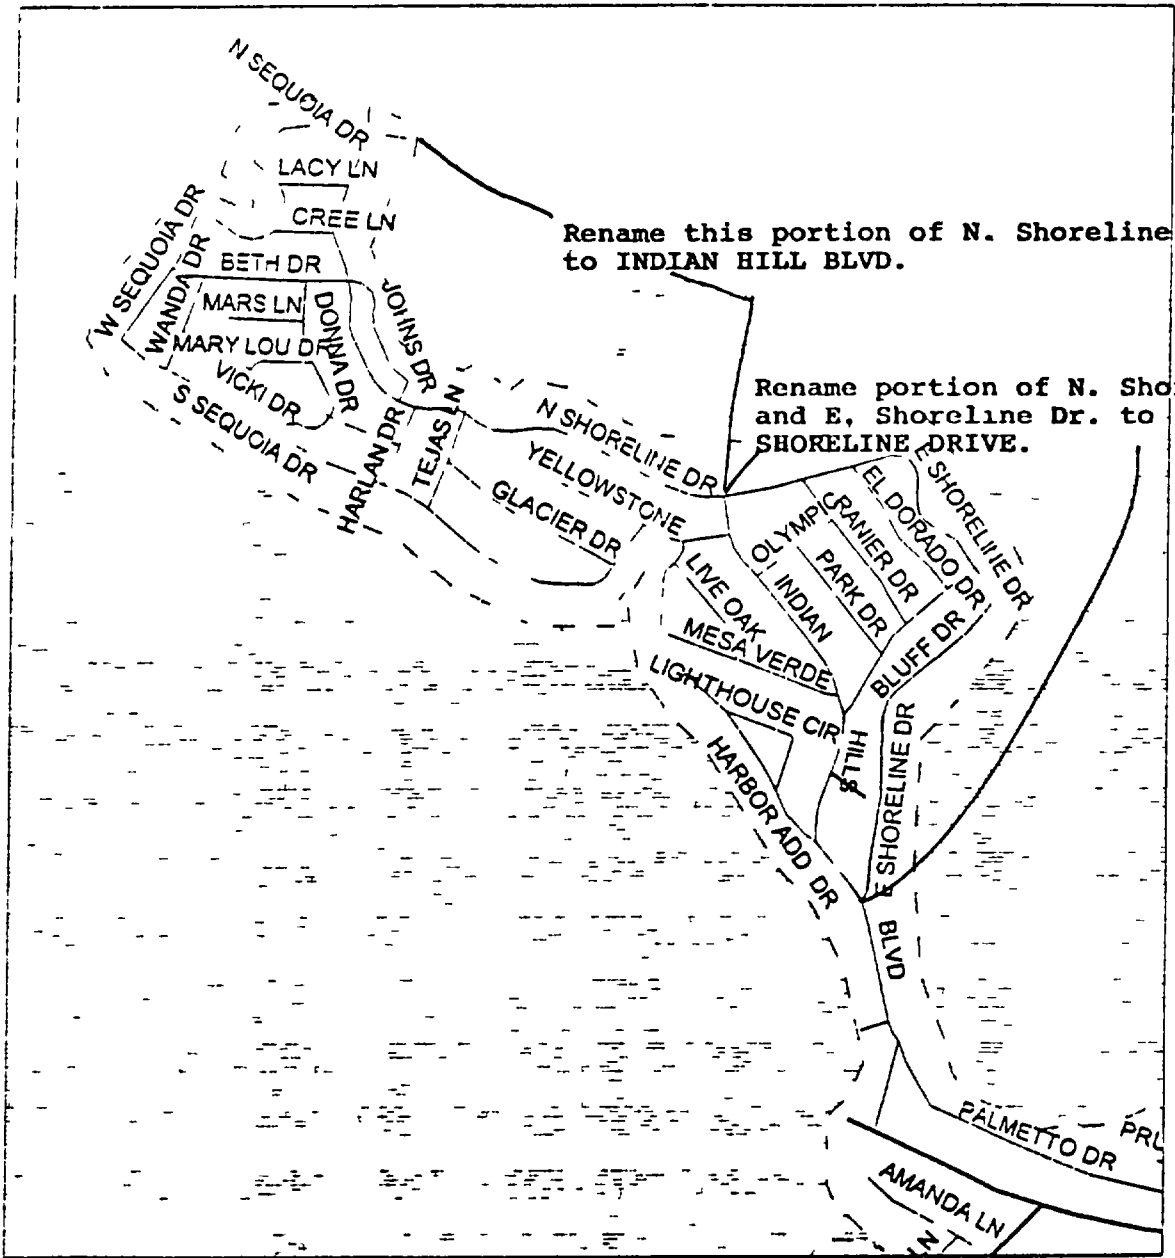 N SEQUOIA DR
LACY LN
CREE LN
W SEQUOIA DR
WANDA DR
BETH DR
MARS LN
DONNA DR
JOHNS DR
MARY LOU DR
VICKI DR
S SEQUOIA DR
HARLAN DR
TEJAS LN
Rename this portion of N. Shoreline
to INDIAN HILL BLVD.
Rename portion of N. Sho
and E. Shoreline Dr. to
SHORELINE DRIVE.
N SHORELINE DR
YELLOWSTONE
GLACIER DR
E SHORELINE DR
EL DORADO DR
CRANIER DR
OLYMPIC
PARK DR
INDIAN
LIVE OAK
MESA VERDE
BLUFF DR
LIGHTHOUSE CIR
HILLS
E SHORELINE DR
HARBOR ADD DR
BLVD
PALMETTO DR
PRU
AMANDA LN